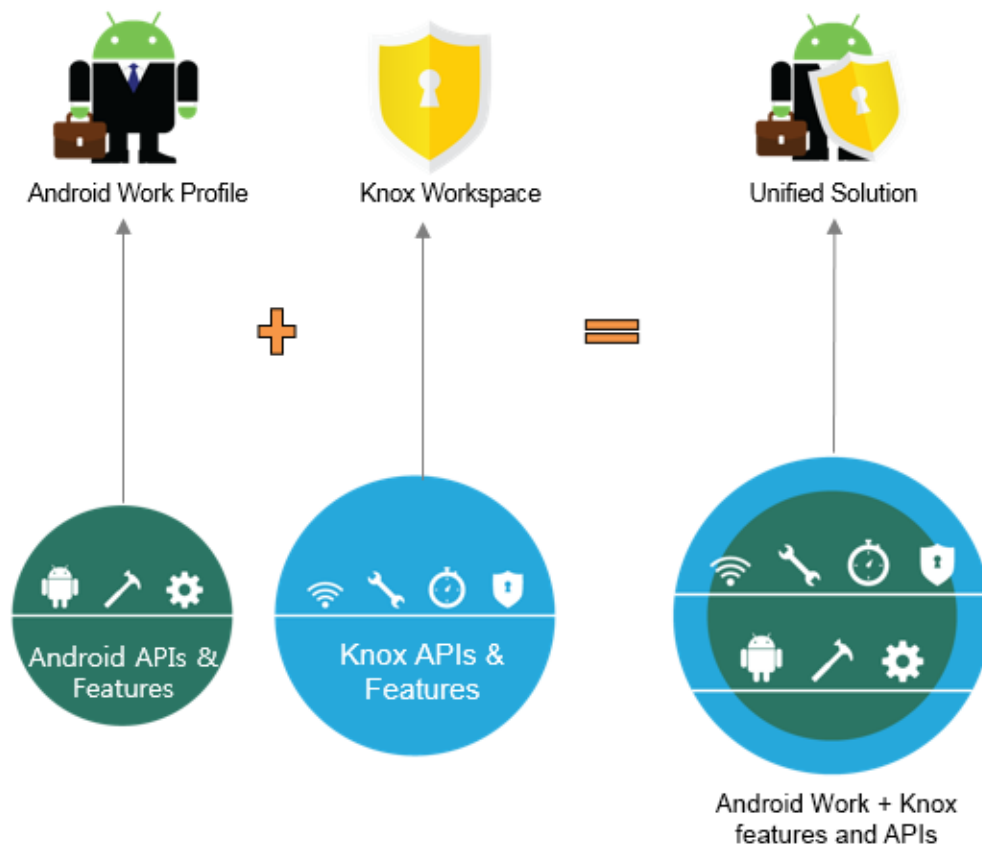 Android Work Profile
Knox Workspace
Unified Solution
Android APIs &
Features
Knox APIs &
Features
Android Work + Knox
features and APIs